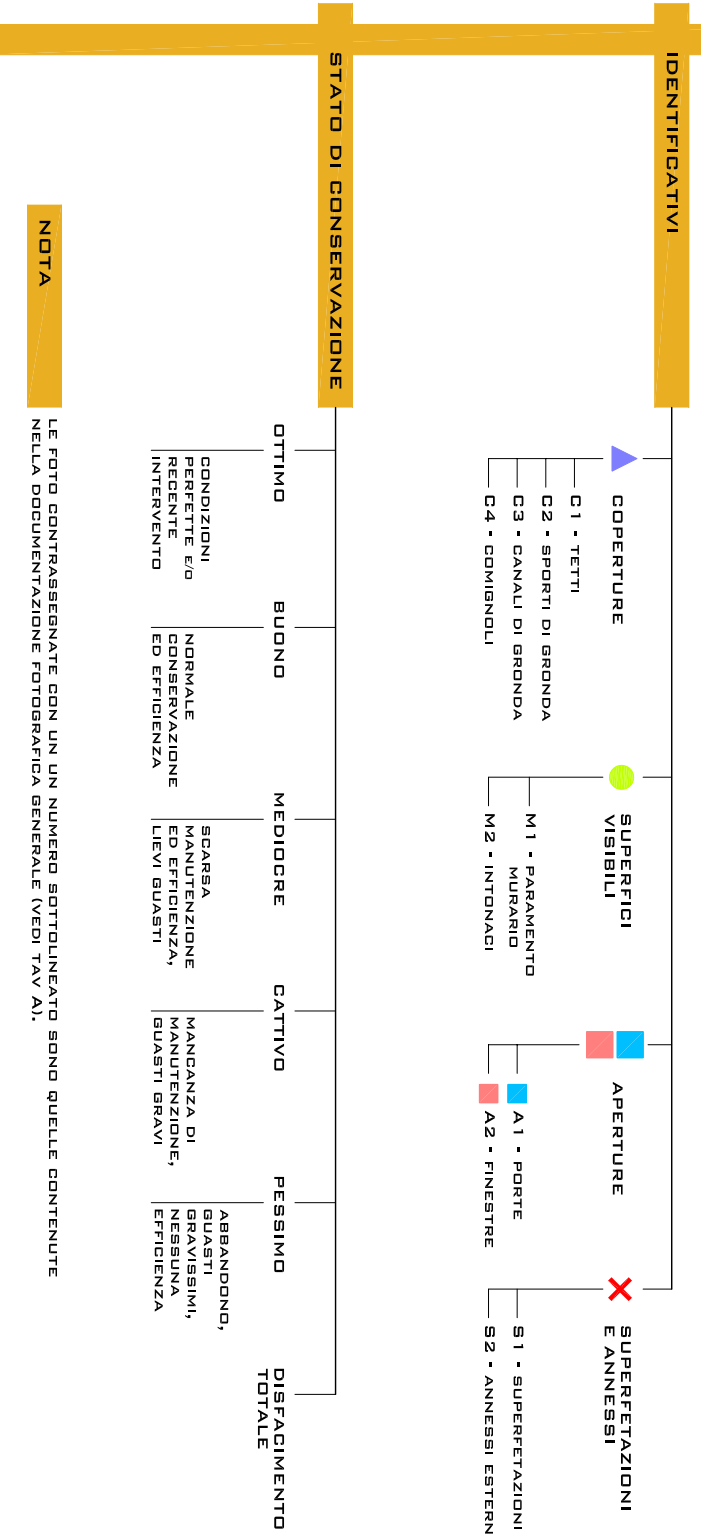 IDENTIFICATIVI
COPERTURE
C1 - TETTI
C2 - SPORTI DI GRONDA
C3 - CANALI DI GRONDA
C4 - COMIGNOLI
SUPERFICI
VISIBILI
M1 - PARAMENTO
MURARIO
M2 - INTONACI
APERTURE
A1 - PORTE
A2 - FINESTRE
SUPERFETAZIONI
E ANNESSI
S1 - SUPERFETAZIONI
S2 - ANNESSI ESTERN
STATO DI CONSERVAZIONE
OTTIMO
CONDIZIONI
PERFETTE E/O
RECENTE
INTERVENTO
BUONO
NORMALE
CONSERVAZIONE
ED EFFICIENZA
MEDIOCRE
SCARSA
MANUTENZIONE
ED EFFICIENZA,
LIEVI GUASTI
CATTIVO
MANCANZA DI
MANUTENZIONE,
GUASTI GRAVI
PESSIMO
ABBANDONO,
GUASTI
GRAVISSIMI,
NESSUNA
EFFICIENZA
DISFACIMENTO
TOTALE
NOTA
LE FOTO CONTRASSEGNATE CON UN UN NUMERO SOTTOLINEATO SONO QUELLE CONTENUTE
NELLA DOCUMENTAZIONE FOTOGRAFICA GENERALE (VEDI TAV A).